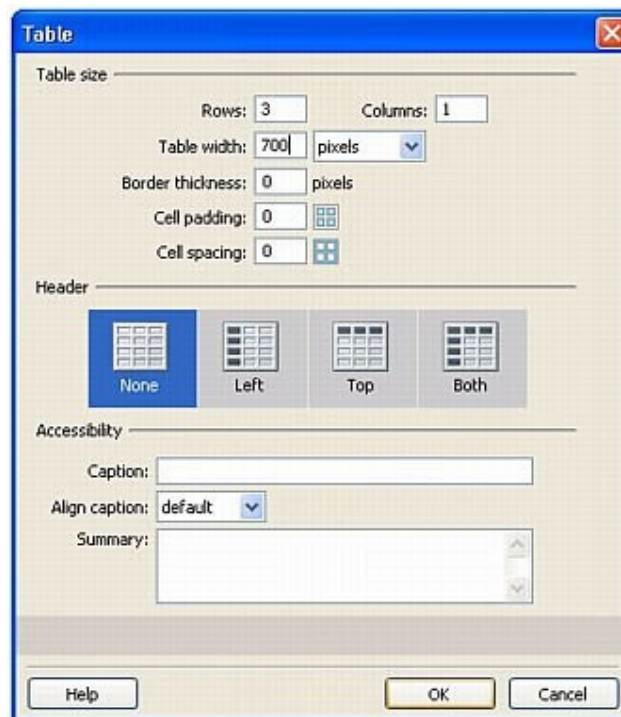 Table
Table size
Rows: 3 Columns: 1
Table width: 700 pixels
Border thickness: 0 pixels
Cell padding: 0
Cell spacing: 0
Header
None Left Top Both
Accessibility
Caption:
Align caption: default
Summary:
Help OK Cancel